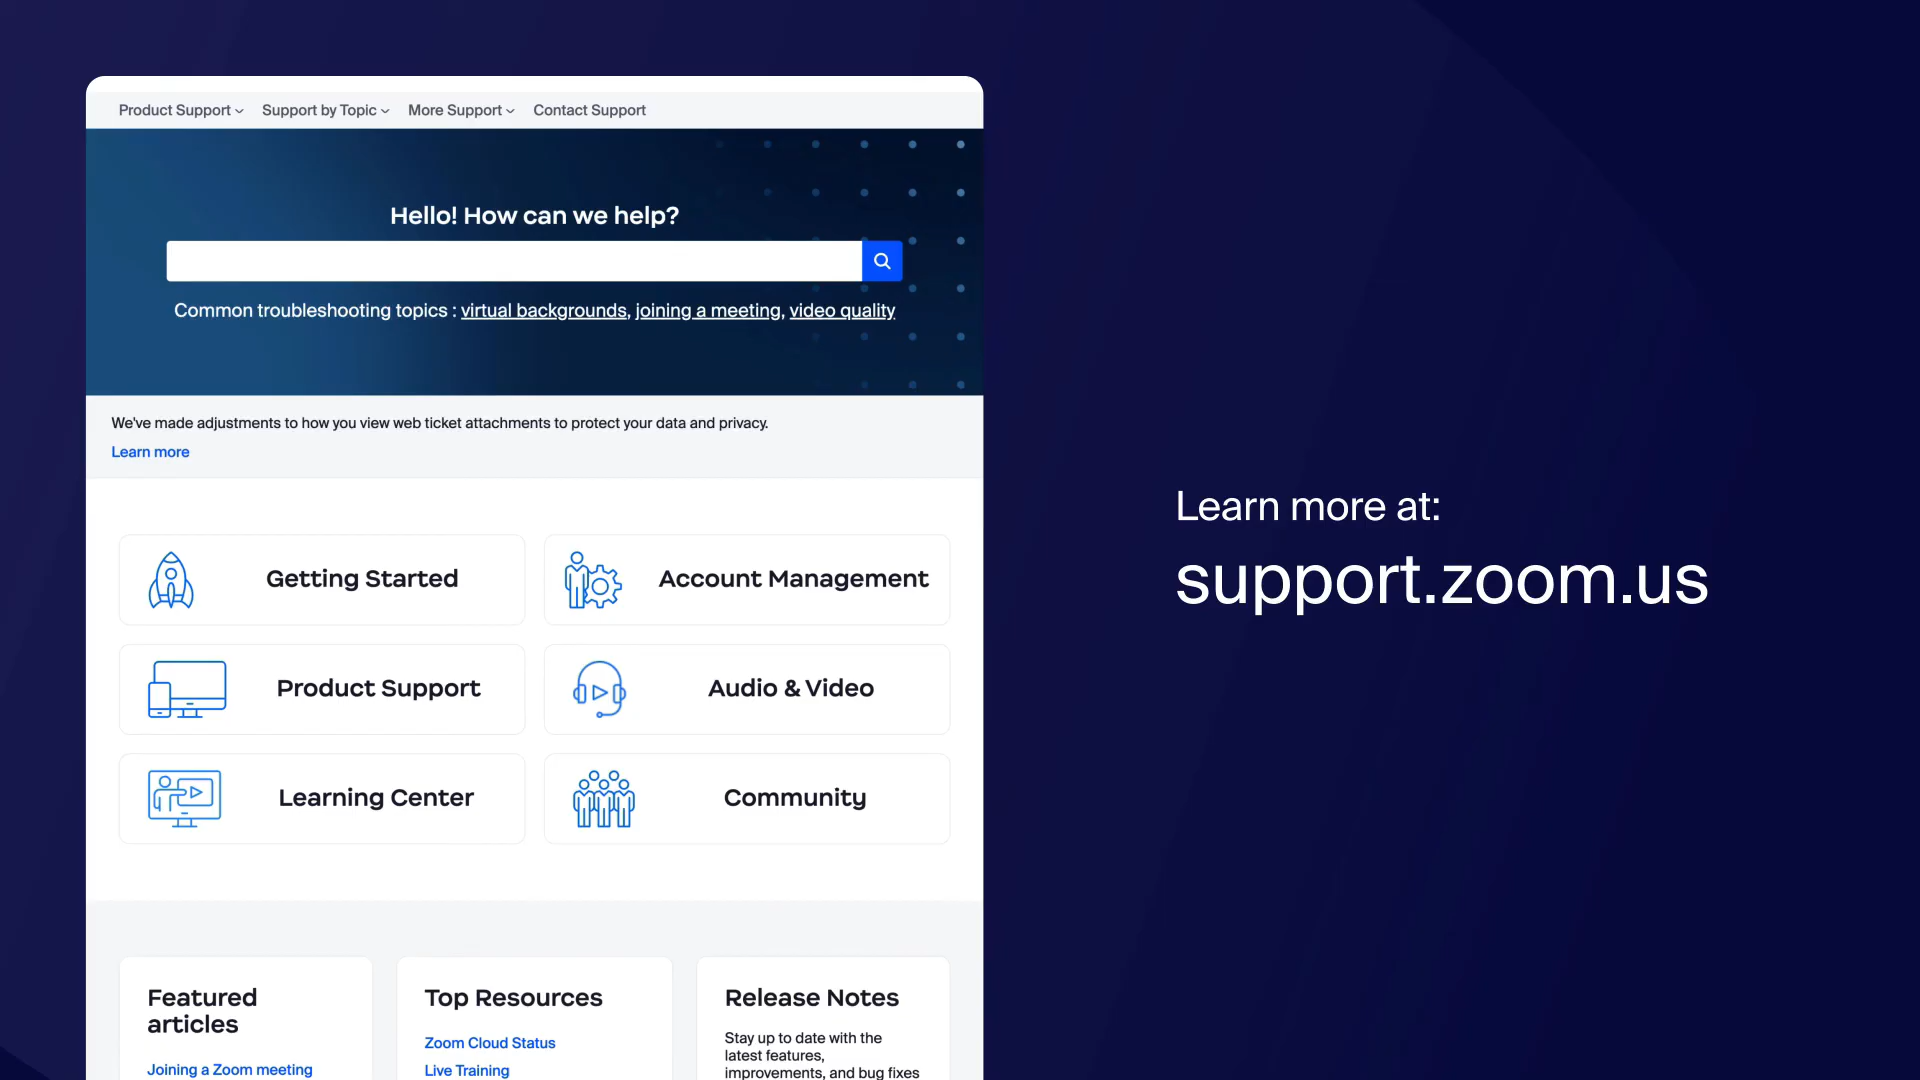 Product Support Support by Topic More Support Contact Support
Hello! How can we help?
Common troubleshooting topics : virtual backgrounds, joining a meeting, video quality
We've made adjustments to how you view web ticket attachments to protect your data and privacy.
Learn more
Getting Started
Account Management
Product Support
Audio & Video
Learning Center
Community
Featured
articles
Joining a Zoom meeting
Top Resources
Zoom Cloud Status
Live Training
Release Notes
Stay up to date with the
latest features,
improvements, and bug fixes
Learn more at:
support.zoom.us